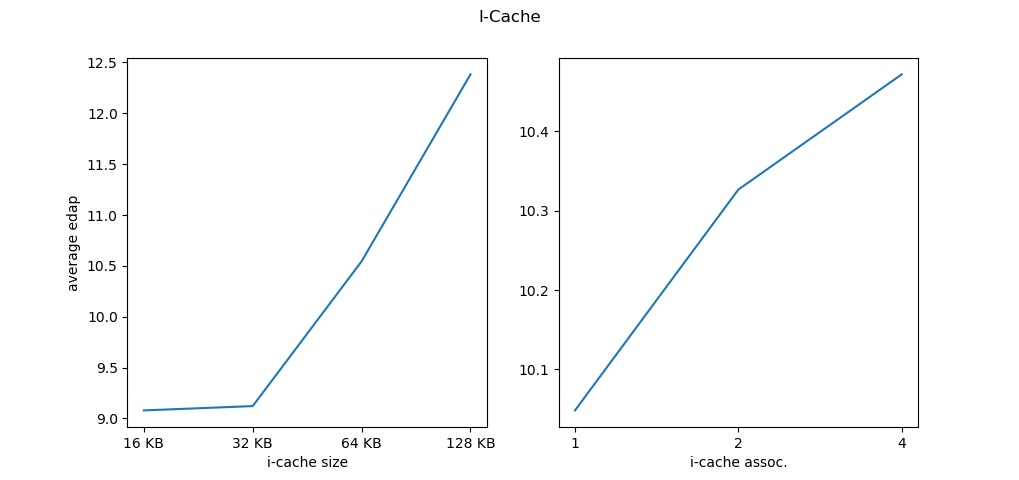 I-Cache
average edap
12.5
12.0
11.5
11.0
10.5
10.0
9.5
9.0
16 KB
32 KB
64 KB
128 KB
i-cache size
10.4
10.3
10.2
10.1
1
2
4
i-cache assoc.